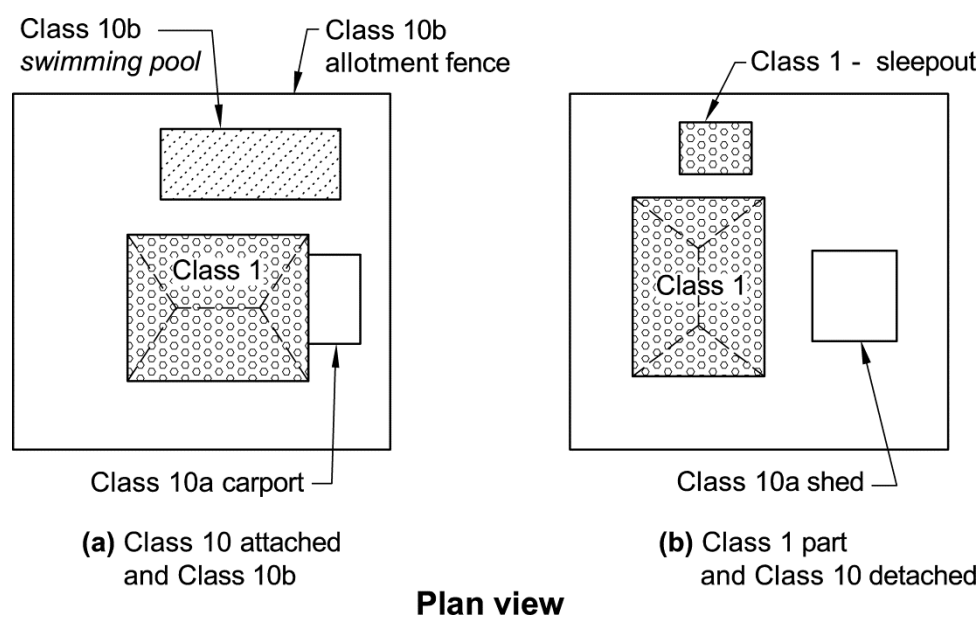 Class 10b
swimming pool
Class 10b
allotment fence
Class 1
Class 10a carport
(a) Class 10 attached
and Class 10b
Class 1 - sleepout
Class 1
Class 10a shed
(b) Class 1 part
and Class 10 detached
Plan view